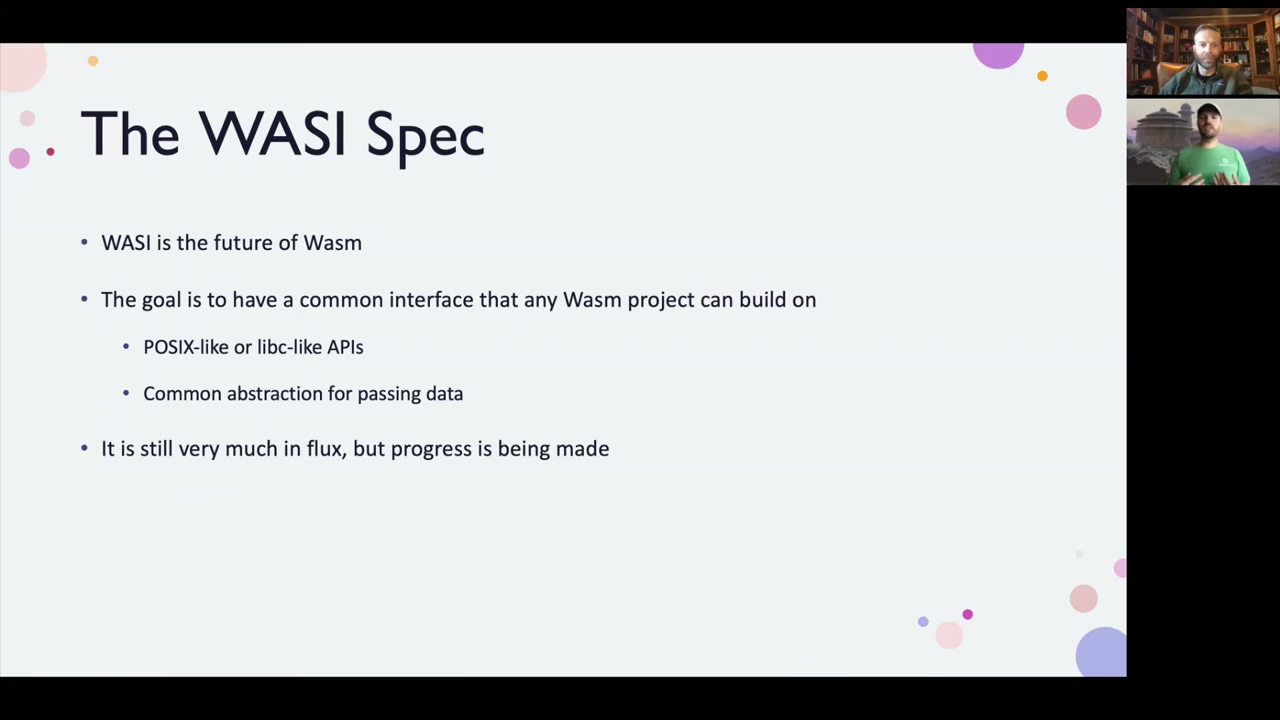 The WASI Spec
• WASI is the future of Wasm
• The goal is to have a common interface that any Wasm project can build on
• POSIX-like or libc-like APIs
• Common abstraction for passing data
• It is still very much in flux, but progress is being made